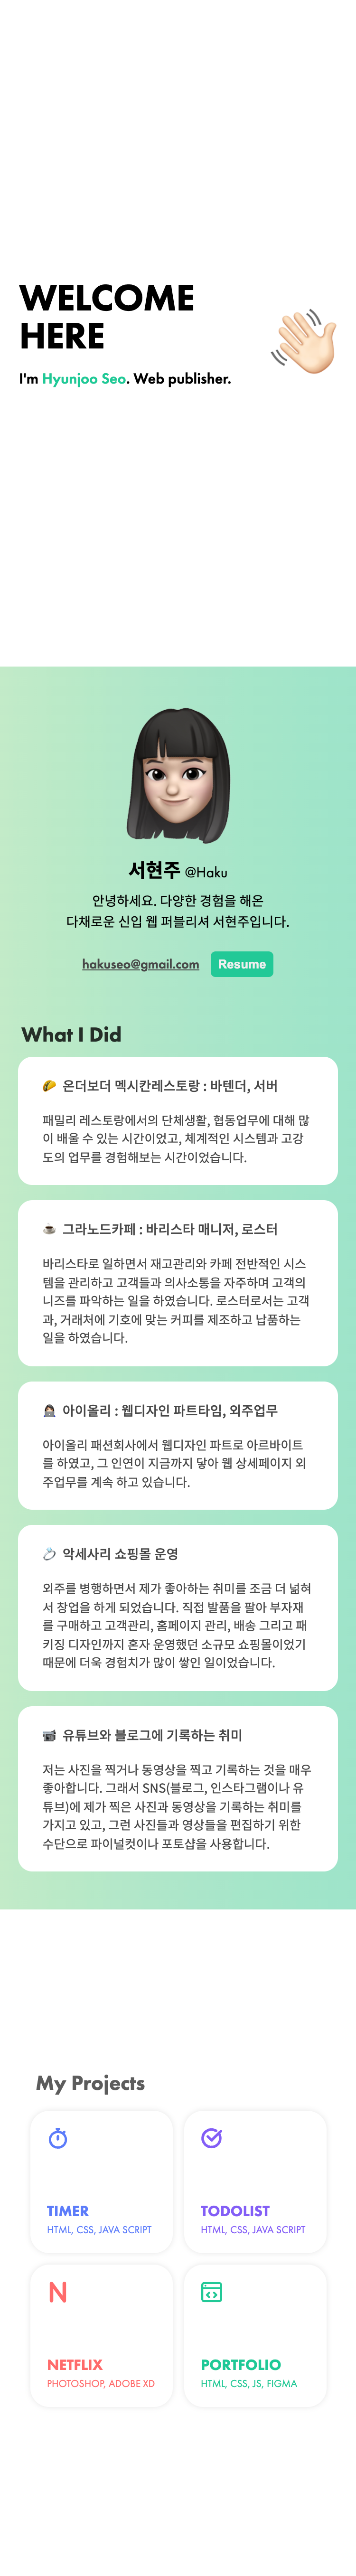 WELCOME
HERE
I'm Hyunjoo Seo. Web publisher.
서현주 @Haku
안녕하세요. 다양한 경험을 해온
다채로운 신입 웹 퍼블리셔 서현주입니다.
hakuseo@gmail.com Resume
What I Did
온더보더 멕시칸레스토랑 : 바텐더, 서버
패밀리 레스토랑에서의 단체생활, 협동업무에 대해 많
이 배울 수 있는 시간이었고, 체계적인 시스템과 고강
도의 업무를 경험해보는 시간이었습니다.
그라노드카페 : 바리스타 매니저, 로스터
바리스타로 일하면서 재고관리와 카페 전반적인 시스
템을 관리하고 고객들과 의사소통을 자주하며 고객의
니즈를 파악하는 일을 하였습니다. 로스터로서는 고객
과, 거래처에 기호에 맞는 커피를 제조하고 납품하는
일을 하였습니다.
아이올리 : 웹디자인 파트타임, 외주업무
아이올리 패션회사에서 웹디자인 파트로 아르바이트
를 하였고, 그 인연이 지금까지 닿아 웹 상세페이지 외
주업무를 계속 하고 있습니다.
악세사리 쇼핑몰 운영
외주를 병행하면서 제가 좋아하는 취미를 조금 더 넓혀
서 창업을 하게 되었습니다. 직접 발품을 팔아 부자재
를 구매하고 고객관리, 홈페이지 관리, 배송 그리고 패
키징 디자인까지 혼자 운영했던 소규모 쇼핑몰이었기
때문에 더욱 경험치가 많이 쌓인 일이었습니다.
유튜브와 블로그에 기록하는 취미
저는 사진을 찍거나 동영상을 찍고 기록하는 것을 매우
좋아합니다. 그래서 SNS(블로그, 인스타그램이나 유
튜브)에 제가 찍은 사진과 동영상을 기록하는 취미를
가지고 있고, 그런 사진들과 영상들을 편집하기 위한
수단으로 파이널컷이나 포토샵을 사용합니다.
My Projects
TIMER
HTML, CSS, JAVA SCRIPT
TODOLIST
HTML, CSS, JAVA SCRIPT
N
NETFLIX
PHOTOSHOP, ADOBE XD
PORTFOLIO
HTML, CSS, JS, FIGMA